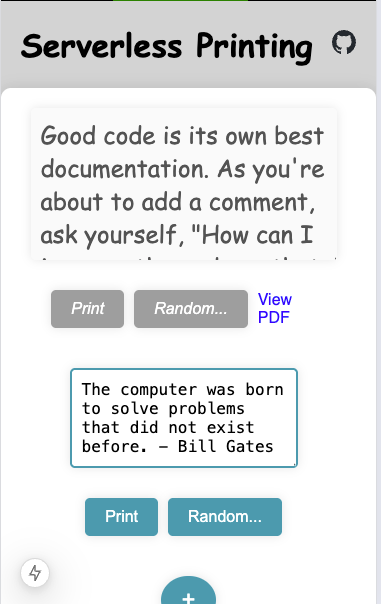 Serverless Printing
Good code is its own best
documentation. As you're
about to add a comment,
ask yourself, "How can I
Print
Random...
View
PDF
The computer was born
to solve problems
that did not exist
before. — Bill Gates
Print
Random...
+